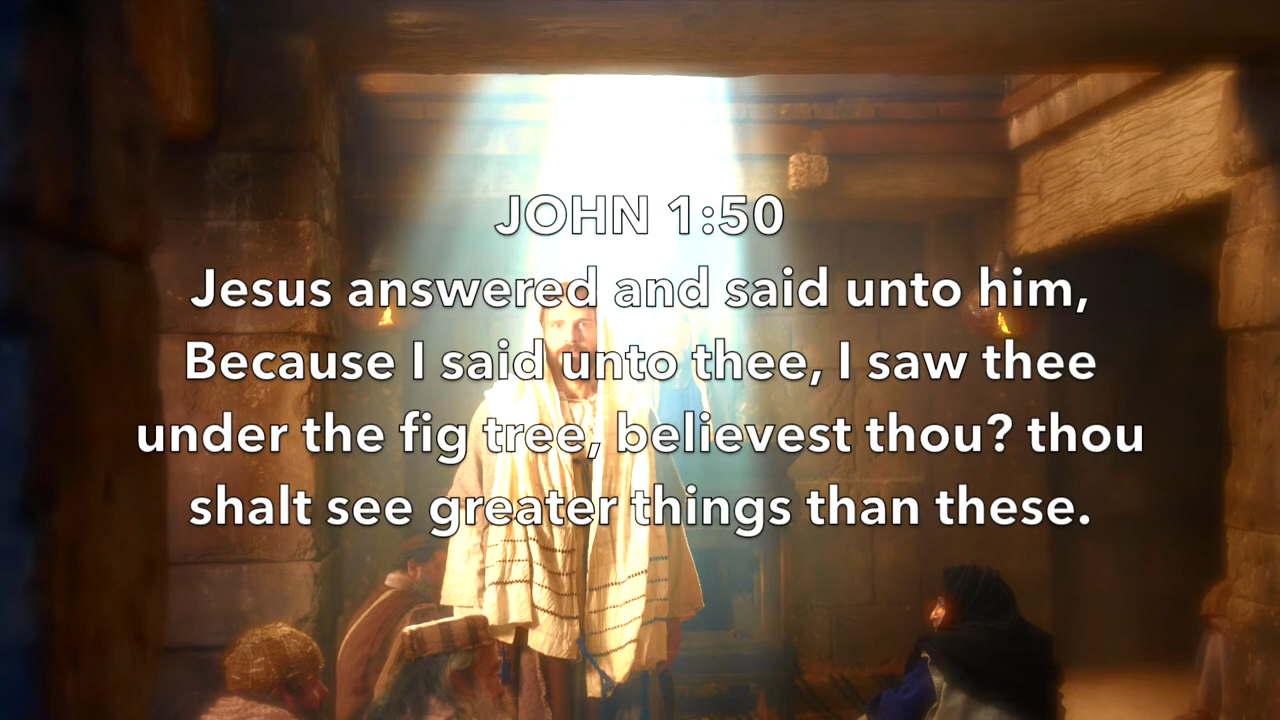 JOHN 1:50
Jesus answered and said unto him,
Because I said unto thee, I saw thee
under the fig tree, believest thou? thou
shalt see greater things than these.